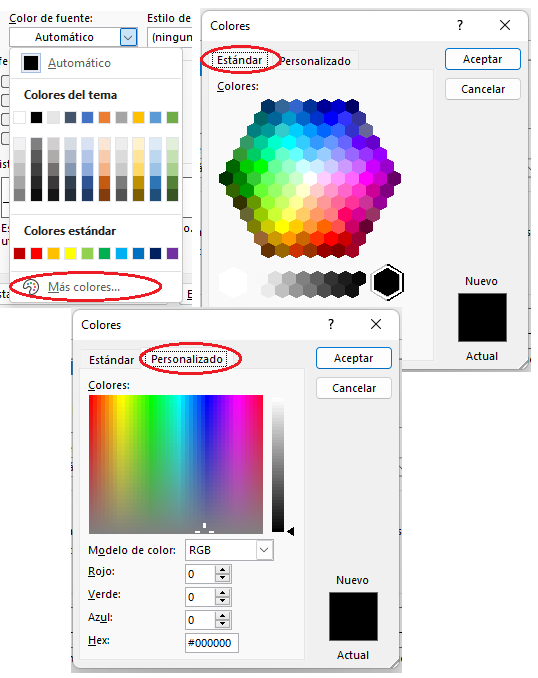 Color de fuente:
Estilo de
Automático
(ningun
Automático
Colores del tema
Colores estándar
Más colores...
Colores
?
Estándar
Personalizado
Aceptar
Cancelar
Colores:
Nuevo
Actual
Colores
?
Estándar
Personalizado
Aceptar
Cancelar
Colores:
Modelo de color:
RGB
Rojo:
0
Verde:
0
Azul:
0
Hex:
#000000
Nuevo
Actual